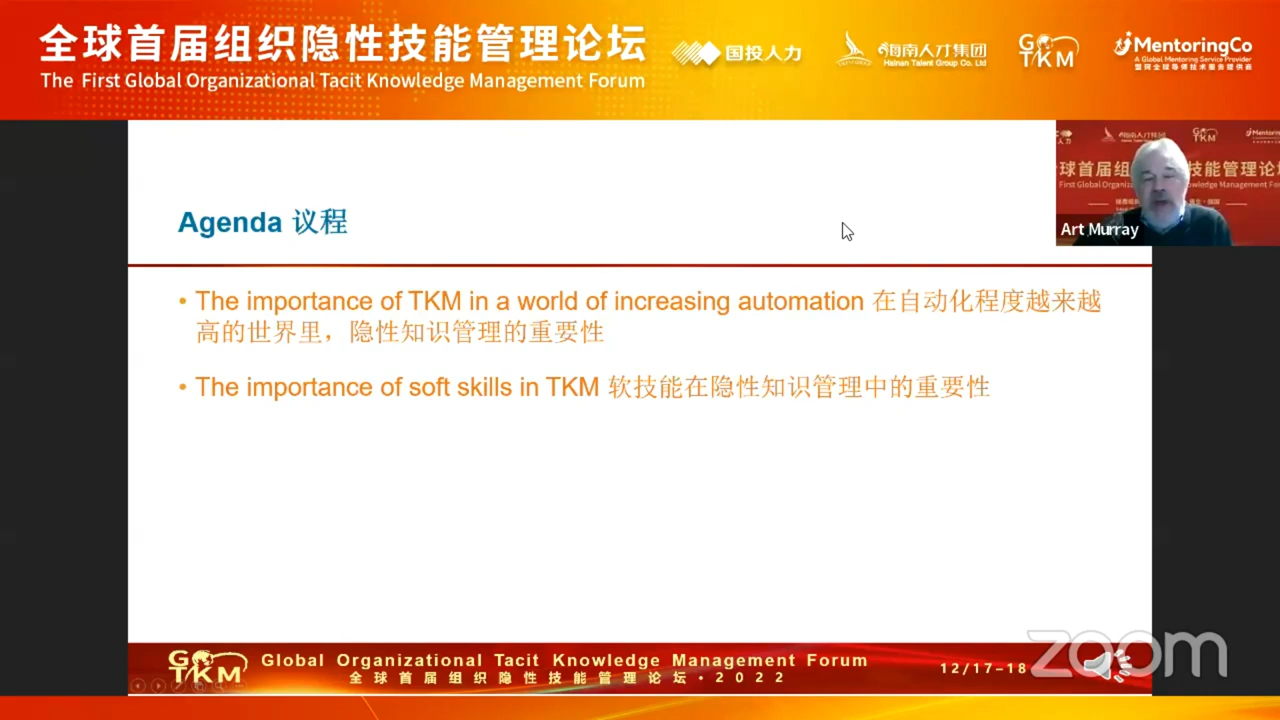 全球首届组织隐性技能管理论坛
The First Global Organizational Tacit Knowledge Management Forum
国投人力
海南人才集团
Hainan Talent Group Co. Ltd
GO TKM
MentoringCo
A Global Mentoring Service Provider
Agenda 议程
Art Murray
• The importance of TKM in a world of increasing automation 在自动化程度越来越
高的世界里，隐性知识管理的重要性
• The importance of soft skills in TKM 软技能在隐性知识管理中的重要性
GO TKM
Global Organizational Tacit Knowledge Management Forum
全球首届组织隐性技能管理论坛·2022
12/17-18
zoom